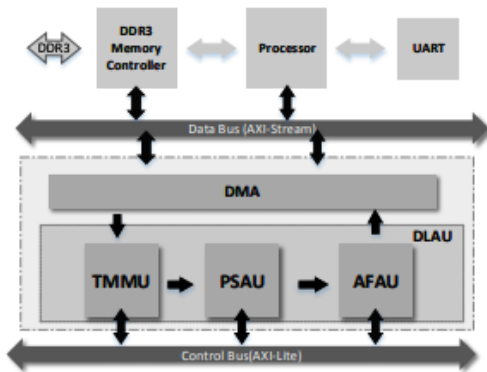 DDR3
DDR3
Memory
Controller
Processor
UART
Data Bus (AXI-Stream)
DMA
DLAU
TMMU
PSAU
AFAU
Control Bus(AXI-Lite)